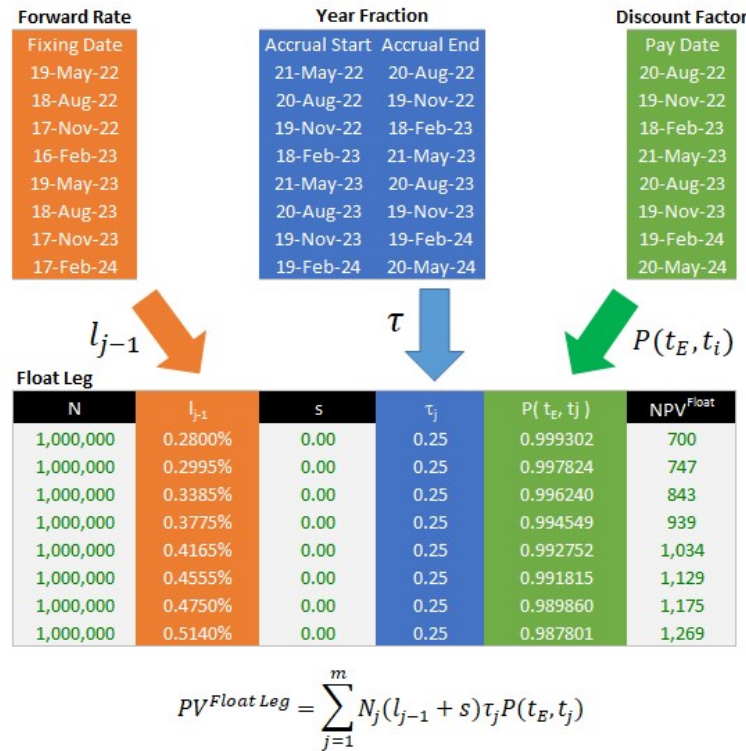 Forward Rate Year Fraction Discount Factor
Fixing Date Accrual Start Accrual End Pay Date
19-May-22 21-May-22 20-Aug-22 20-Aug-22
18-Aug-22 20-Aug-22 19-Nov-22 19-Nov-22
17-Nov-22 19-Nov-22 18-Feb-23 18-Feb-23
16-Feb-23 18-Feb-23 21-May-23 21-May-23
19-May-23 21-May-23 20-Aug-23 20-Aug-23
18-Aug-23 20-Aug-23 19-Nov-23 19-Nov-23
17-Nov-23 19-Nov-23 19-Feb-24 19-Feb-24
17-Feb-24 19-Feb-24 20-May-24 20-May-24
l_{j−1} τ P(t_E, t_i)
Float Leg
N l_{j-1} s τ_j P( t_E, tj ) NPV^{Float}
1,000,000 0.2800% 0.00 0.25 0.999302 700
1,000,000 0.2995% 0.00 0.25 0.997824 747
1,000,000 0.3385% 0.00 0.25 0.996240 843
1,000,000 0.3775% 0.00 0.25 0.994549 939
1,000,000 0.4165% 0.00 0.25 0.992752 1,034
1,000,000 0.4555% 0.00 0.25 0.991815 1,129
1,000,000 0.4750% 0.00 0.25 0.989860 1,175
1,000,000 0.5140% 0.00 0.25 0.987801 1,269
PV^{Float Leg} = \sum_{j=1}^{m} N_j(l_{j−1} + s)τ_j P(t_E, t_j)